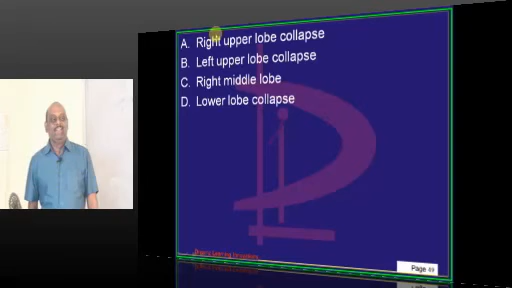 A. Right upper lobe collapse
B. Left upper lobe collapse
C. Right middle lobe
D. Lower lobe collapse
Page 49